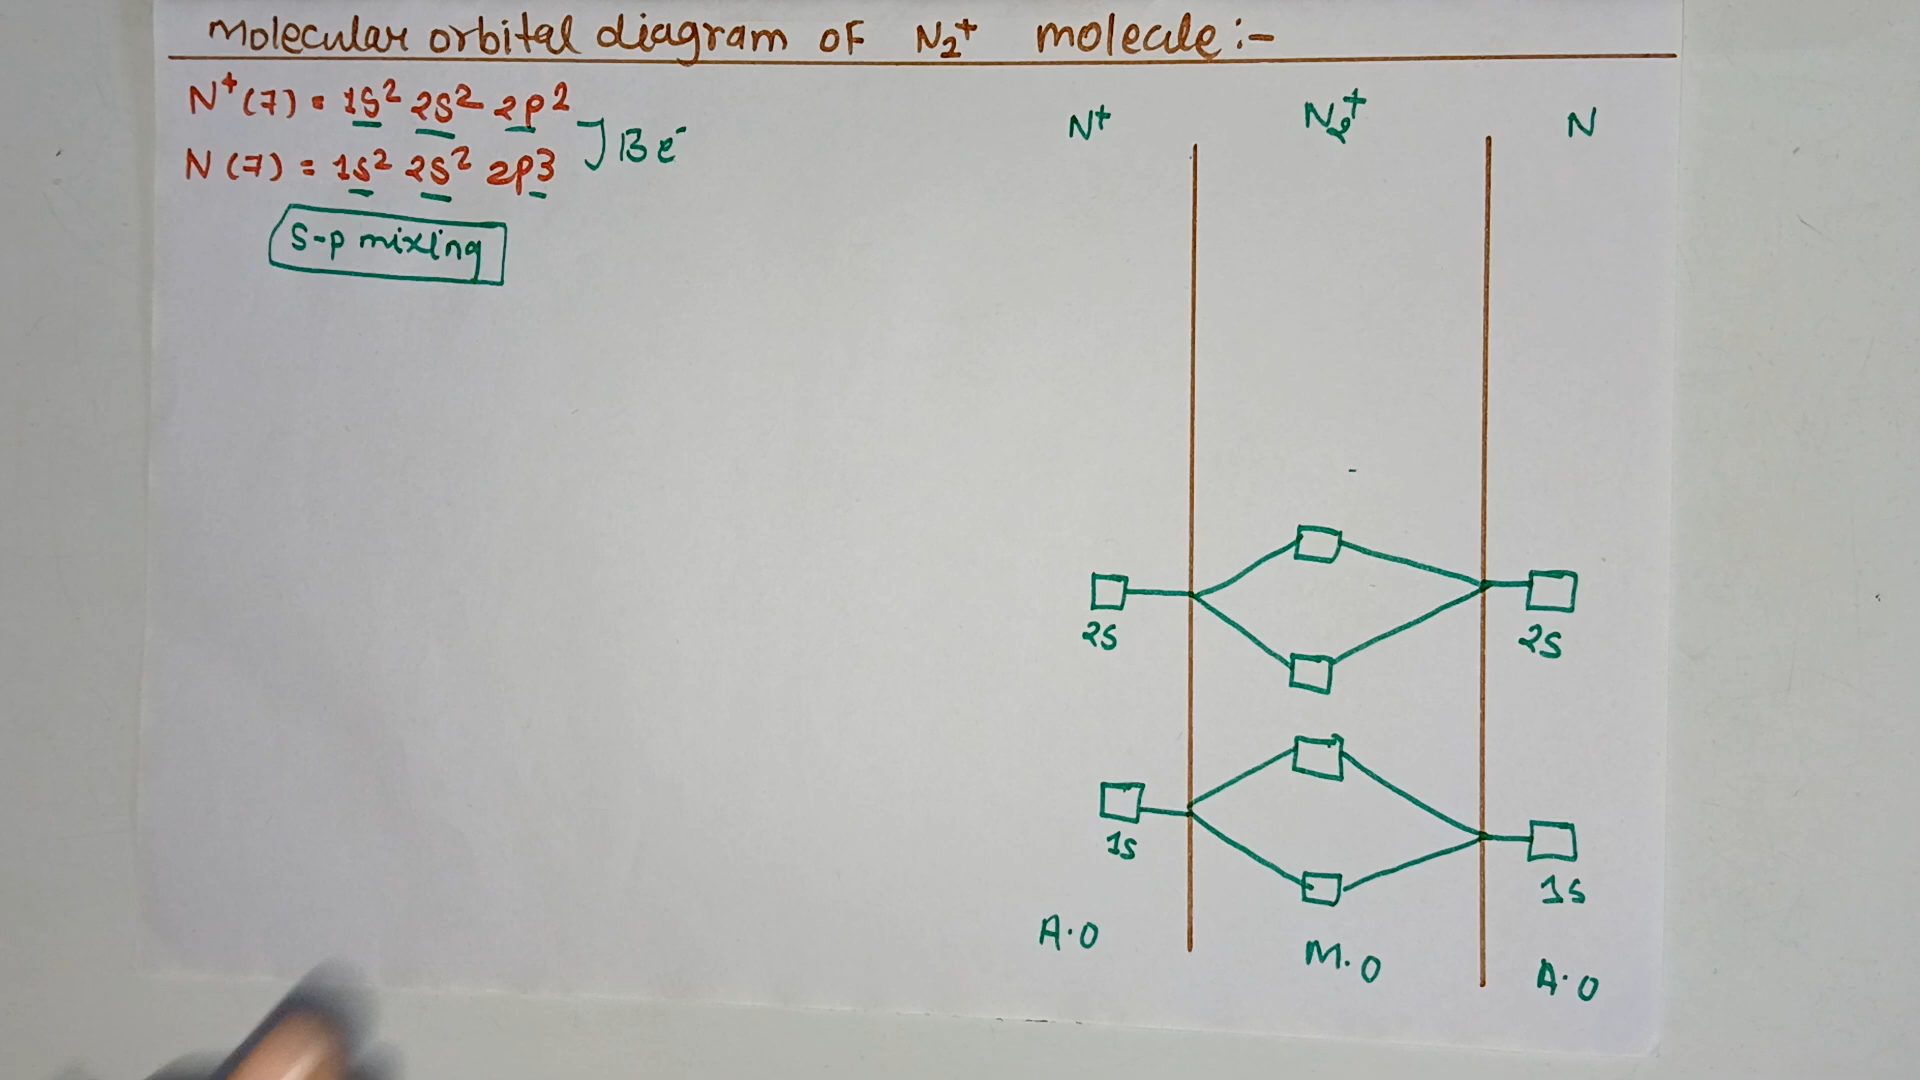 Molecular orbital diagram of N₂⁺ molecule :-
N⁺(7) = 1s² 2s² 2p²
N(7) = 1s² 2s² 2p³
] 13 e⁻
s-p mixing
N⁺ N₂⁺ N
2s 2s
1s 1s
A.O M.O A.O